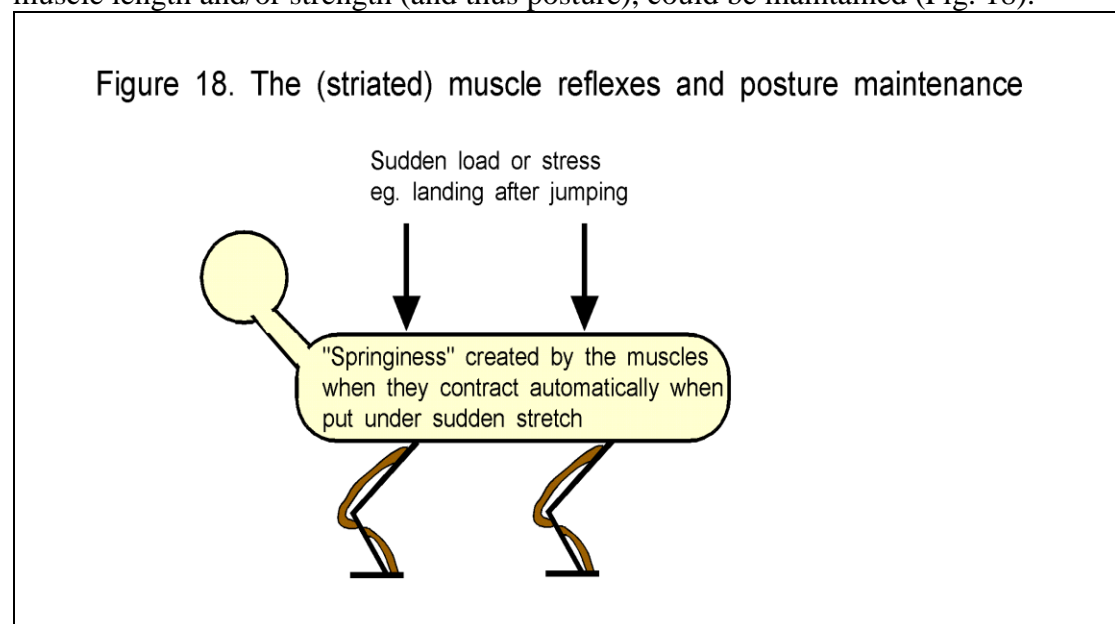 muscle length and/or strength (and thus posture), could be maintained (Fig. 18).
Figure 18. The (striated) muscle reflexes and posture maintenance
Sudden load or stress
eg. landing after jumping
"Springiness" created by the muscles
when they contract automatically when
put under sudden stretch